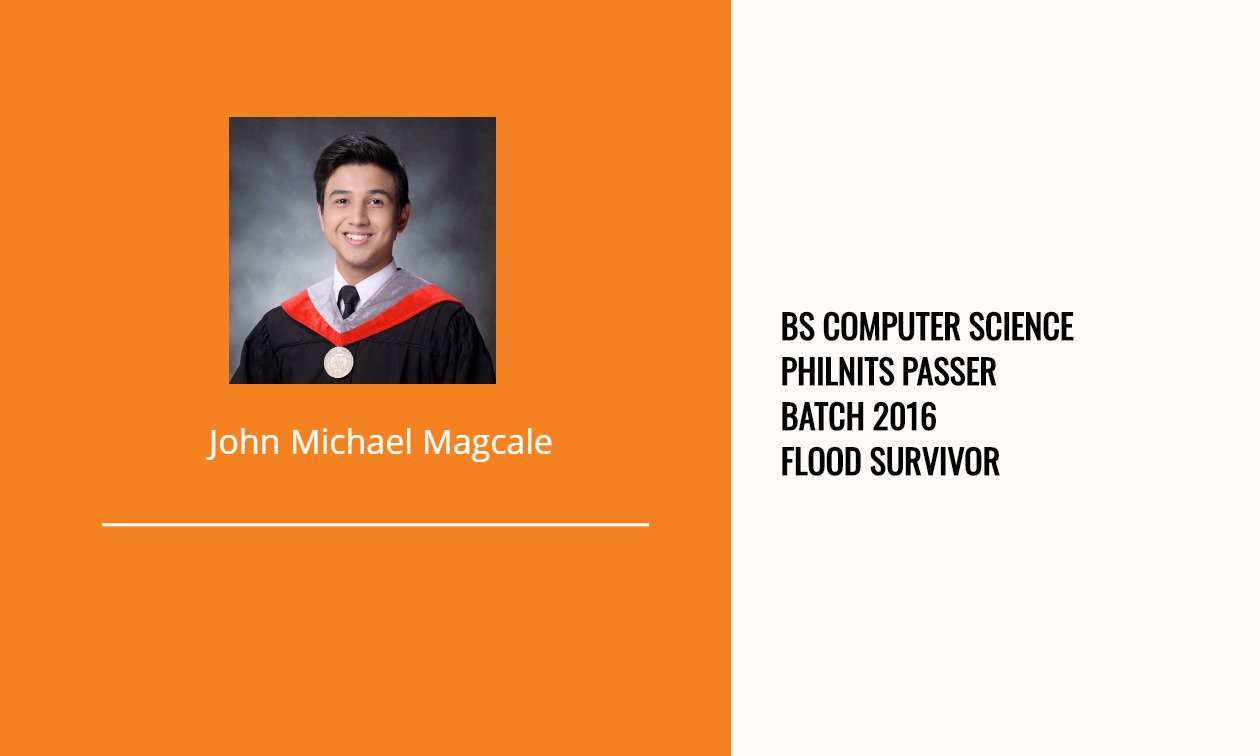 John Michael Magcale
BS COMPUTER SCIENCE
PHILNITS PASSER
BATCH 2016
FLOOD SURVIVOR